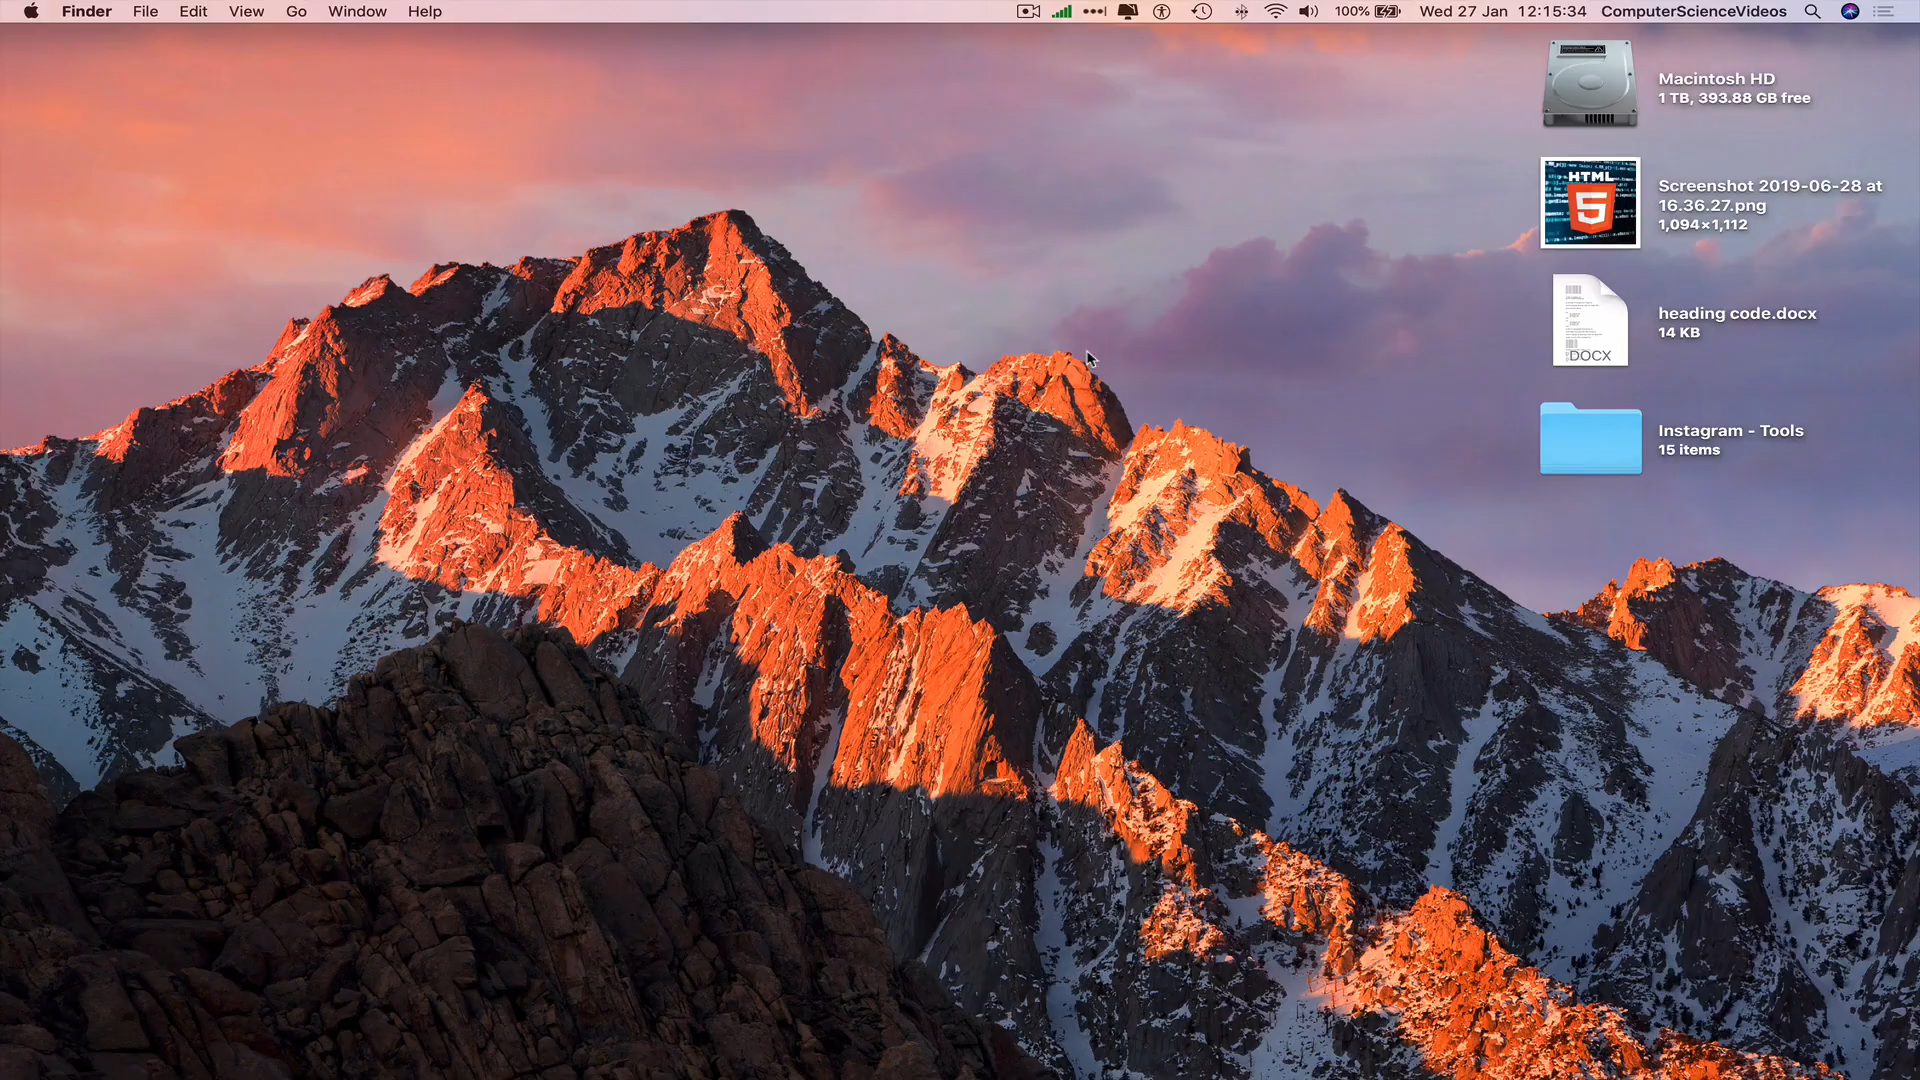 Finder File Edit View Go Window Help 100% Wed 27 Jan 12:15:34 ComputerScienceVideos
Macintosh HD
1 TB, 393.88 GB free
HTML
5
Screenshot 2019-06-28 at
16.36.27.png
1,094×1,112
DOCX
heading code.docx
14 KB
Instagram - Tools
15 items